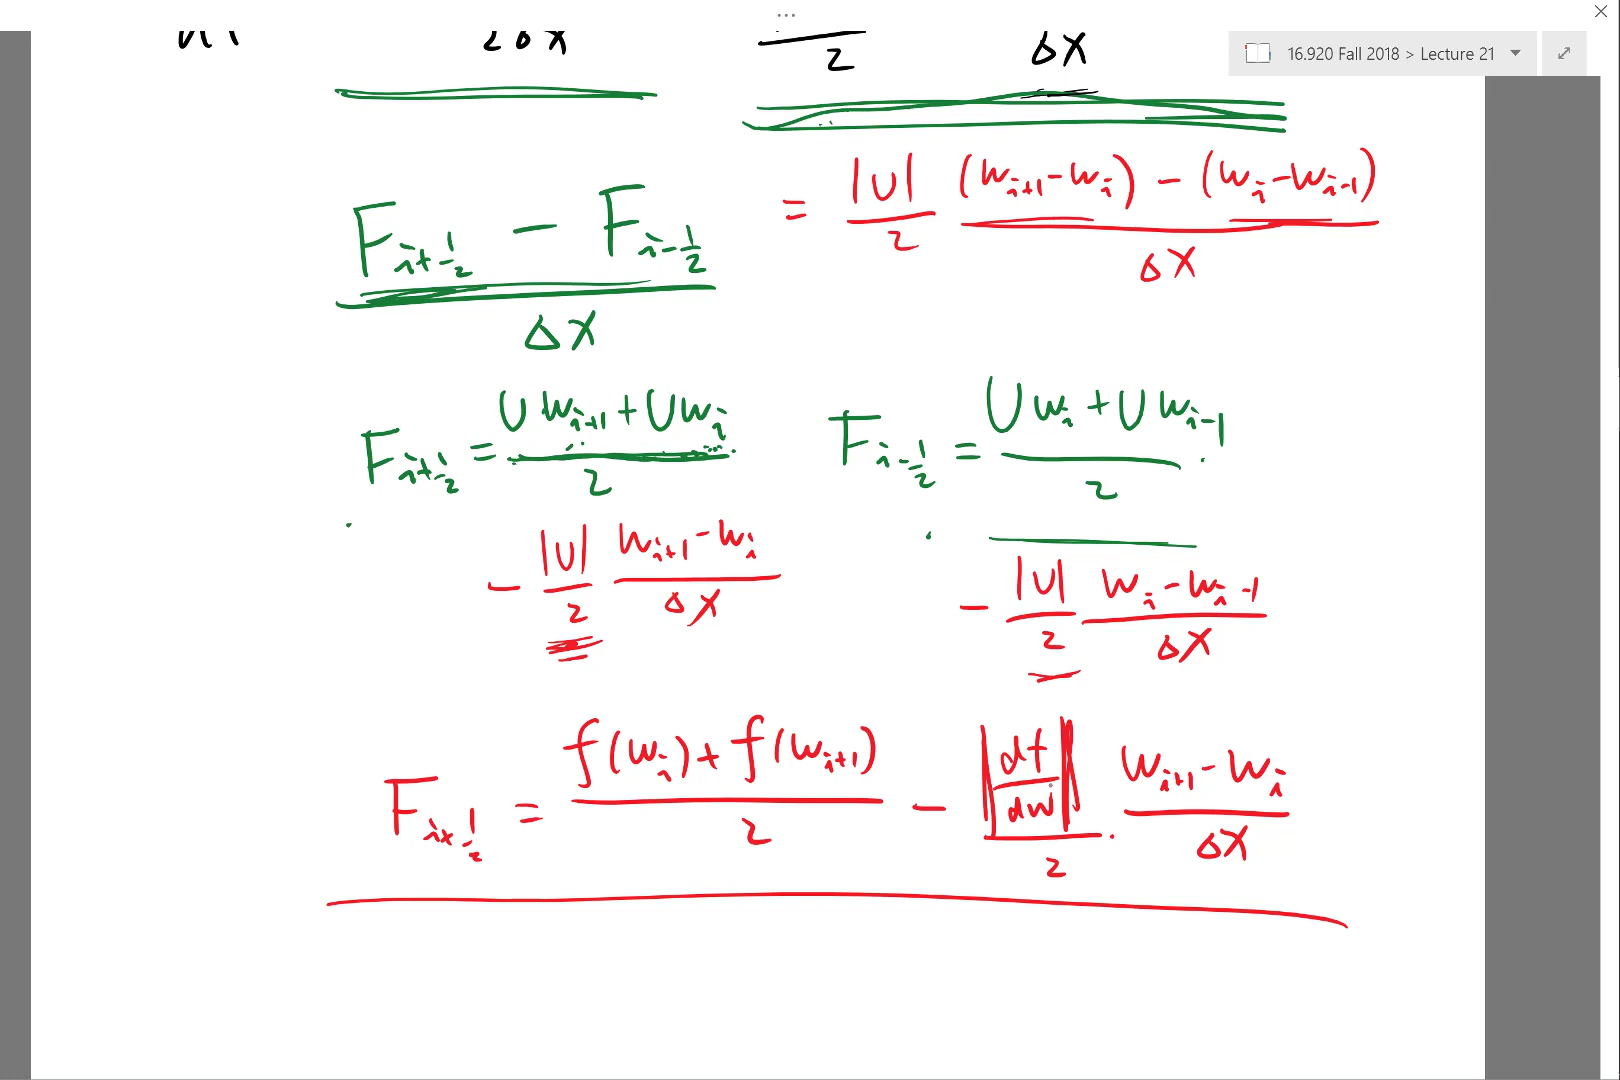 16.920 Fall 2018 > Lecture 21
2 Δx
2 Δx
= |U|/2 ((w_{i+1} - w_i) - (w_i - w_{i-1}))/Δx
(F_{i+1/2} - F_{i-1/2})/Δx
F_{i+1/2} = (U w_{i+1} + U w_i)/2 F_{i-1/2} = (U w_i + U w_{i-1})/2
- |U|/2 (w_{i+1} - w_i)/Δx - |U|/2 (w_i - w_{i-1})/Δx
F_{i+1/2} = (f(w_i) + f(w_{i+1}))/2 - |df/dw|/2 · (w_{i+1} - w_i)/Δx